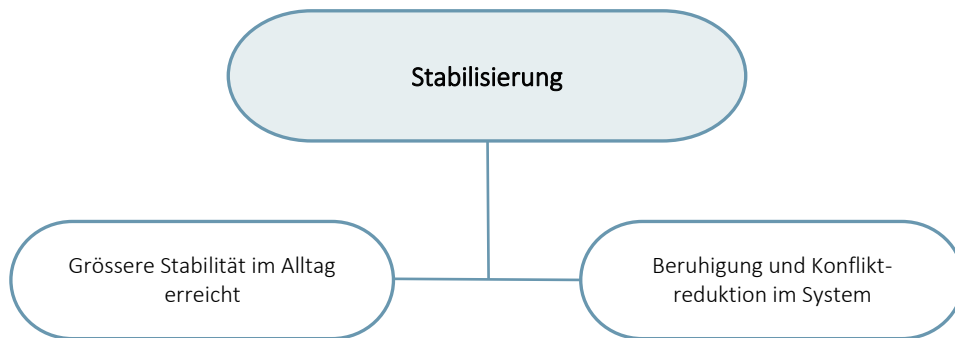 Stabilisierung
Grössere Stabilität im Alltag
erreicht
Beruhigung und Konflikt-
reduktion im System